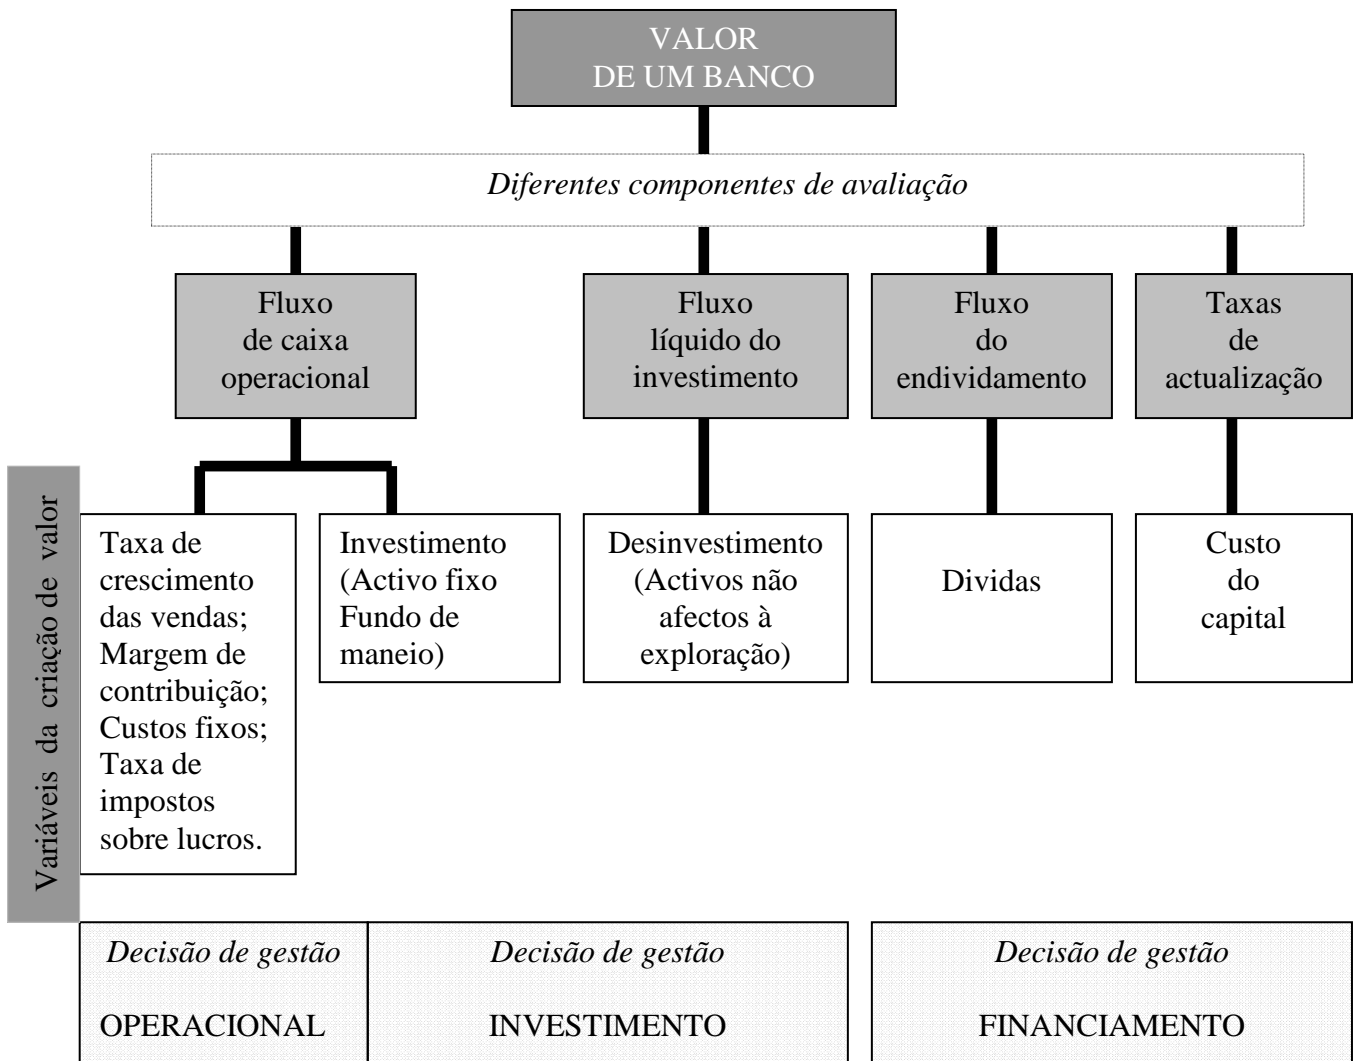 VALOR
DE UM BANCO
Diferentes componentes de avaliação
Fluxo
de caixa
operacional
Fluxo
líquido do
investimento
Fluxo
do
endividamento
Taxas
de
actualização
Variáveis da criação de valor
Taxa de
crescimento
das vendas;
Margem de
contribuição;
Custos fixos;
Taxa de
impostos
sobre lucros.
Investimento
(Activo fixo
Fundo de
maneio)
Desinvestimento
(Activos não
afectos à
exploração)
Dividas
Custo
do
capital
Decisão de gestão
OPERACIONAL
Decisão de gestão
INVESTIMENTO
Decisão de gestão
FINANCIAMENTO